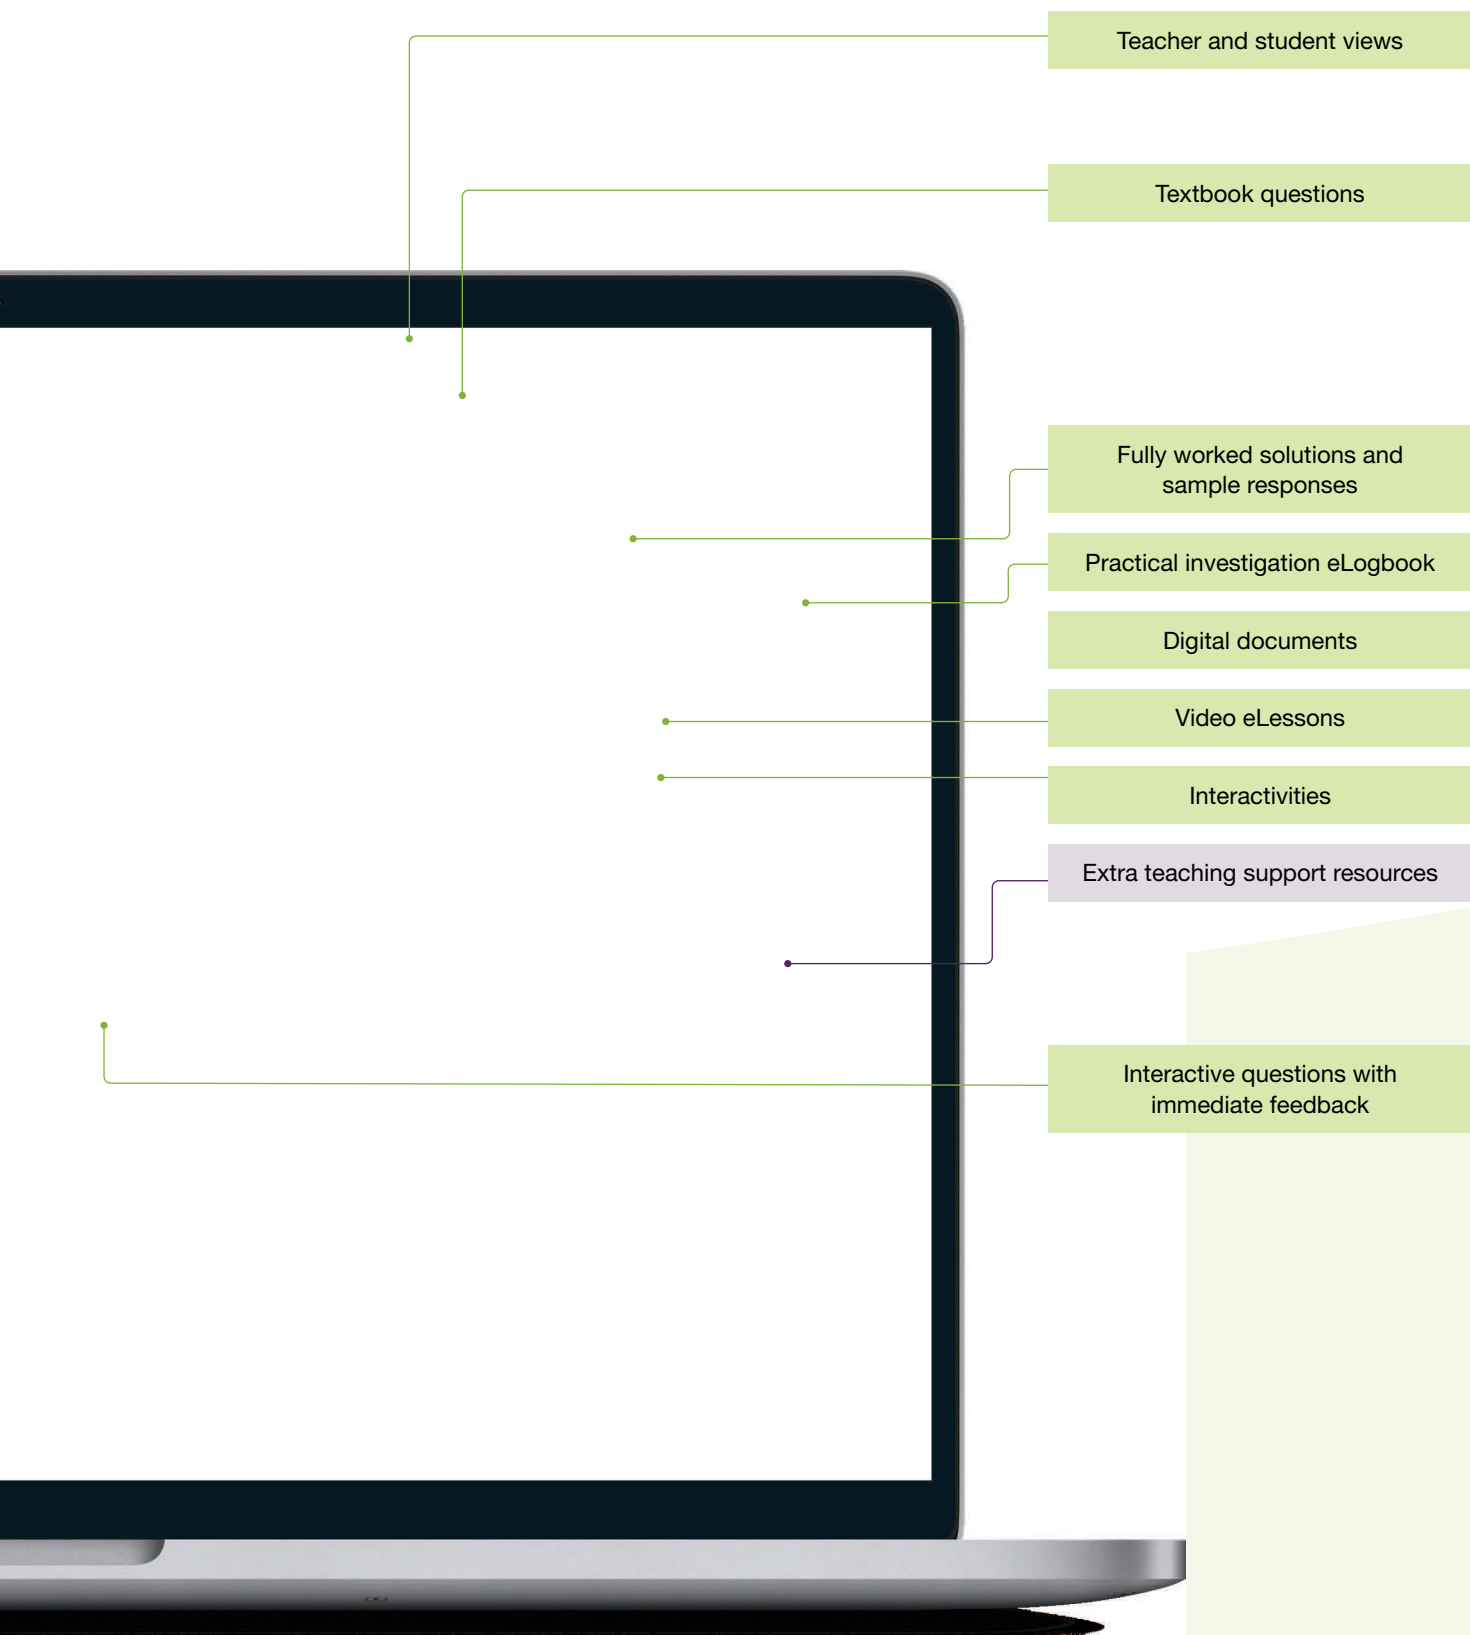 Teacher and student views
Textbook questions
Fully worked solutions and
sample responses
Practical investigation eLogbook
Digital documents
Video eLessons
Interactivities
Extra teaching support resources
Interactive questions with
immediate feedback